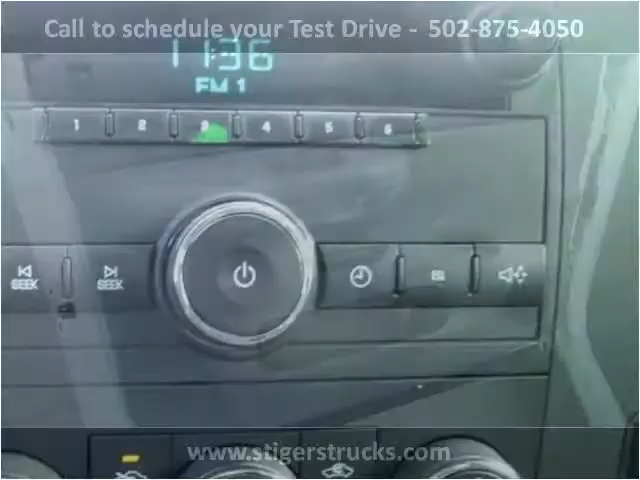 Call to schedule your Test Drive - 502-875-4050
11:36
FM 1
1 2 3 4 5 6
SEEK SEEK
www.stigerstrucks.com